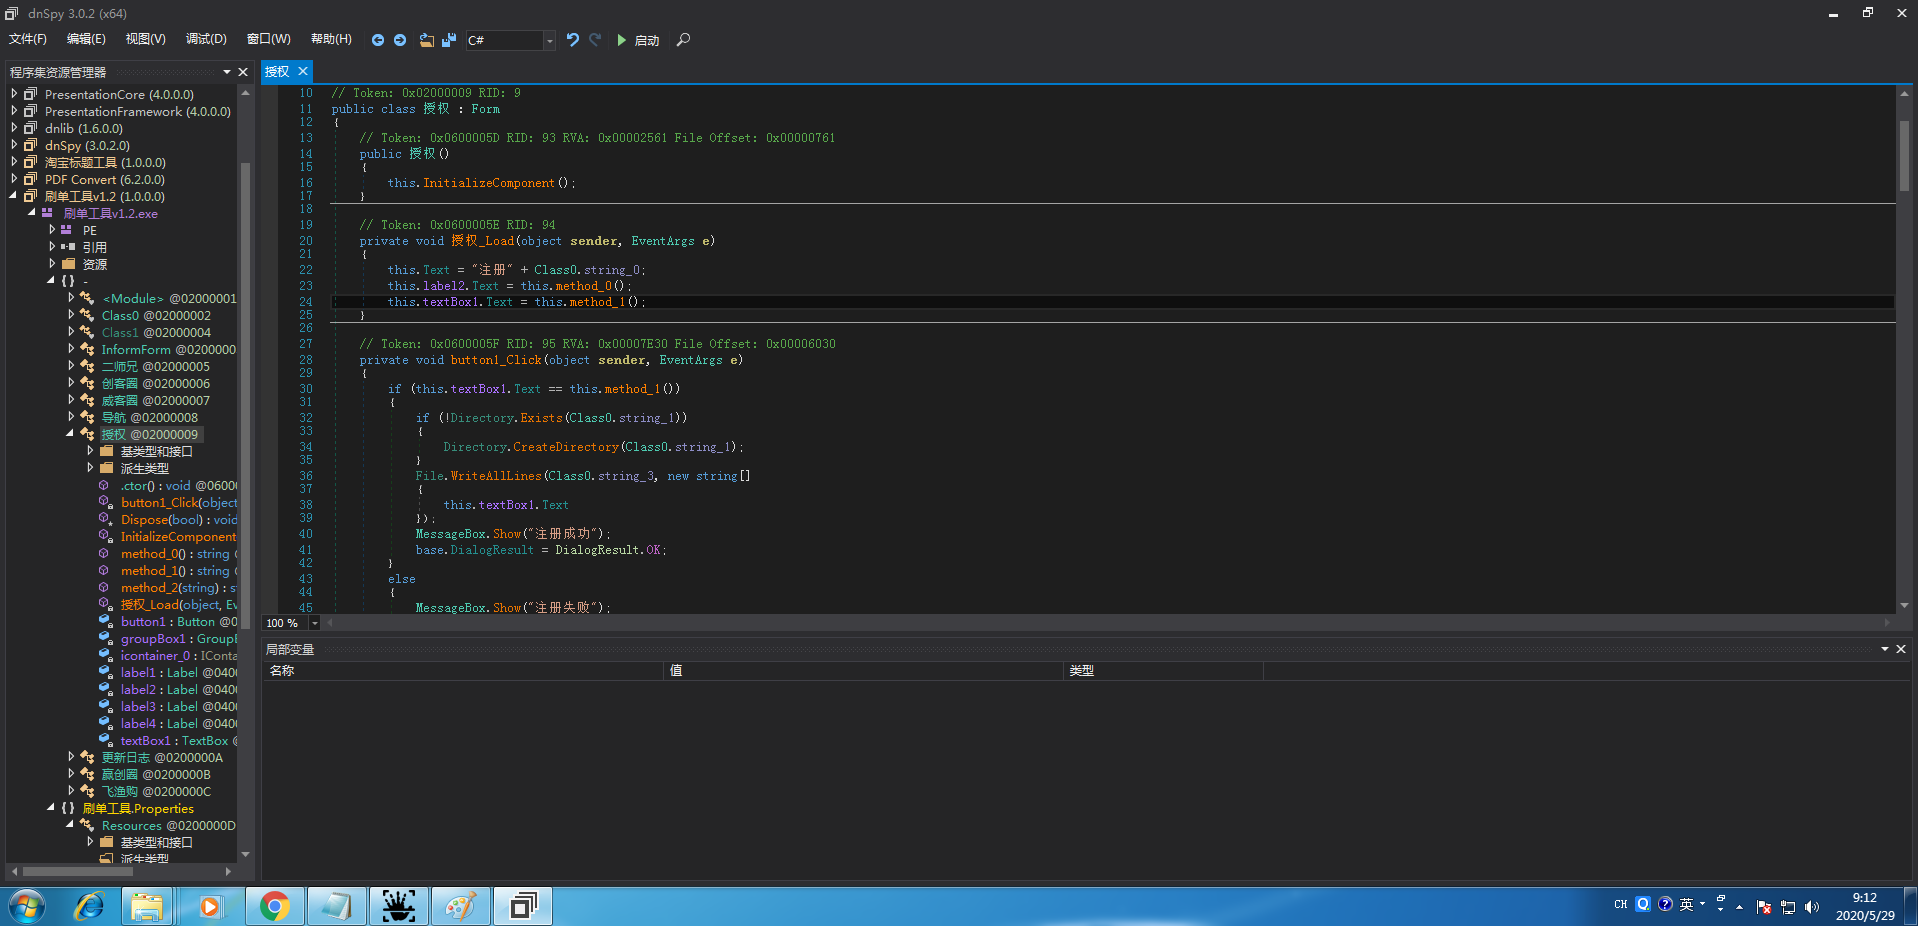 dnSpy 3.0.2 (x64)
文件(F) 编辑(E) 视图(V) 调试(D) 窗口(W) 帮助(H) C# 启动
程序集资源管理器
PresentationCore (4.0.0.0)
PresentationFramework (4.0.0.0)
dnlib (1.6.0.0)
dnSpy (3.0.2.0)
淘宝标题工具 (1.0.0.0)
PDF Convert (6.2.0.0)
刷单工具v1.2 (1.0.0.0)
刷单工具v1.2.exe
PE
引用
资源
{ } -
<Module> @02000001
Class0 @02000002
Class1 @02000004
InformForm @0200000
二师兄 @02000005
创客圈 @02000006
威客圈 @02000007
导航 @02000008
授权 @02000009
基类型和接口
派生类型
.ctor() : void @0600
button1_Click(object
Dispose(bool) : void
InitializeComponent
method_0() : string
method_1() : string
method_2(string) : s
授权_Load(object, Ev
button1 : Button @0
groupBox1 : Group
icontainer_0 : IConta
label1 : Label @040
label2 : Label @040
label3 : Label @040
label4 : Label @040
textBox1 : TextBox
更新日志 @0200000A
赢创圈 @0200000B
飞渔购 @0200000C
{ } 刷单工具.Properties
Resources @0200000D
基类型和接口
派生类型
授权
10 // Token: 0x02000009 RID: 9
11 public class 授权 : Form
12 {
13 // Token: 0x0600005D RID: 93 RVA: 0x00002561 File Offset: 0x00000761
14 public 授权()
15 {
16 this.InitializeComponent();
17 }
18
19 // Token: 0x0600005E RID: 94
20 private void 授权_Load(object sender, EventArgs e)
21 {
22 this.Text = "注册" + Class0.string_0;
23 this.label2.Text = this.method_0();
24 this.textBox1.Text = this.method_1();
25 }
26
27 // Token: 0x0600005F RID: 95 RVA: 0x00007E30 File Offset: 0x00006030
28 private void button1_Click(object sender, EventArgs e)
29 {
30 if (this.textBox1.Text == this.method_1())
31 {
32 if (!Directory.Exists(Class0.string_1))
33 {
34 Directory.CreateDirectory(Class0.string_1);
35 }
36 File.WriteAllLines(Class0.string_3, new string[]
37 {
38 this.textBox1.Text
39 });
40 MessageBox.Show("注册成功");
41 base.DialogResult = DialogResult.OK;
42 }
43 else
44 {
45 MessageBox.Show("注册失败");
100 %
局部变量
名称 值 类型
CH 英
9:12
2020/5/29